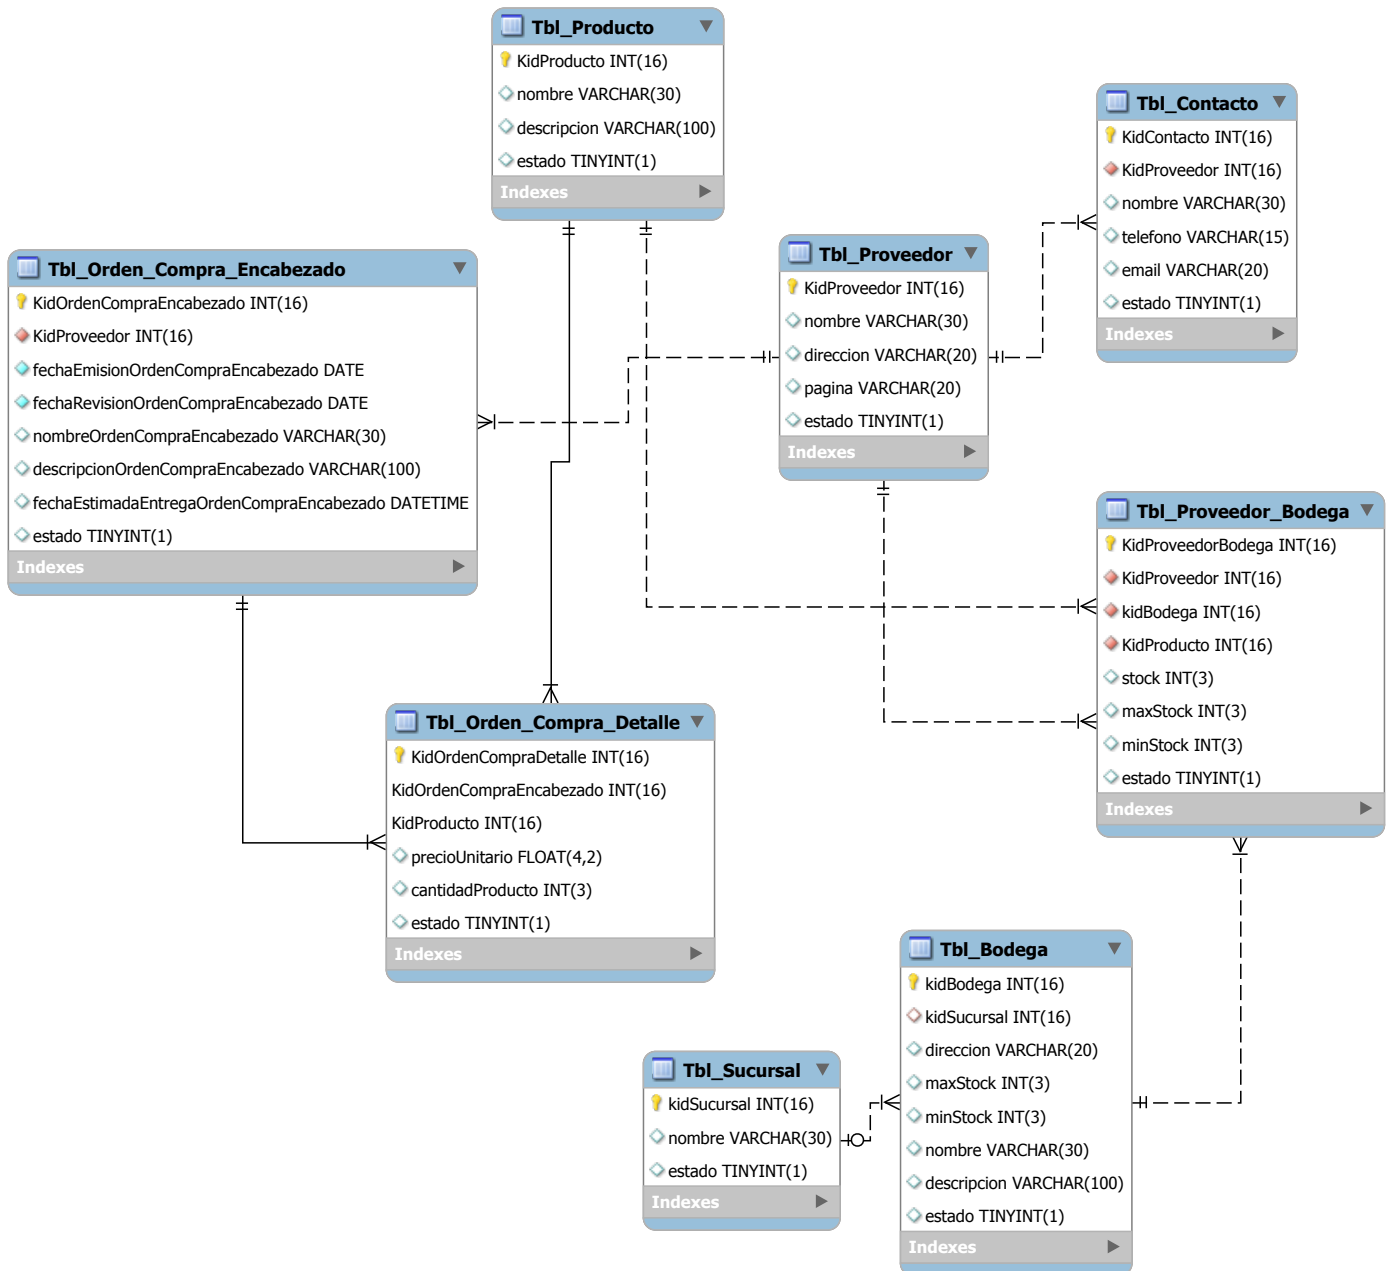 Tbl_Producto
KidProducto INT(16)
nombre VARCHAR(30)
descripcion VARCHAR(100)
estado TINYINT(1)
Indexes
Tbl_Contacto
KidContacto INT(16)
KidProveedor INT(16)
nombre VARCHAR(30)
telefono VARCHAR(15)
email VARCHAR(20)
estado TINYINT(1)
Indexes
Tbl_Orden_Compra_Encabezado
KidOrdenCompraEncabezado INT(16)
KidProveedor INT(16)
fechaEmisionOrdenCompraEncabezado DATE
fechaRevisionOrdenCompraEncabezado DATE
nombreOrdenCompraEncabezado VARCHAR(30)
descripcionOrdenCompraEncabezado VARCHAR(100)
fechaEstimadaEntregaOrdenCompraEncabezado DATETIME
estado TINYINT(1)
Indexes
Tbl_Proveedor
KidProveedor INT(16)
nombre VARCHAR(30)
direccion VARCHAR(20)
pagina VARCHAR(20)
estado TINYINT(1)
Indexes
Tbl_Proveedor_Bodega
KidProveedorBodega INT(16)
KidProveedor INT(16)
kidBodega INT(16)
KidProducto INT(16)
stock INT(3)
maxStock INT(3)
minStock INT(3)
estado TINYINT(1)
Indexes
Tbl_Orden_Compra_Detalle
KidOrdenCompraDetalle INT(16)
KidOrdenCompraEncabezado INT(16)
KidProducto INT(16)
precioUnitario FLOAT(4,2)
cantidadProducto INT(3)
estado TINYINT(1)
Indexes
Tbl_Bodega
kidBodega INT(16)
kidSucursal INT(16)
direccion VARCHAR(20)
maxStock INT(3)
minStock INT(3)
nombre VARCHAR(30)
descripcion VARCHAR(100)
estado TINYINT(1)
Indexes
Tbl_Sucursal
kidSucursal INT(16)
nombre VARCHAR(30)
estado TINYINT(1)
Indexes